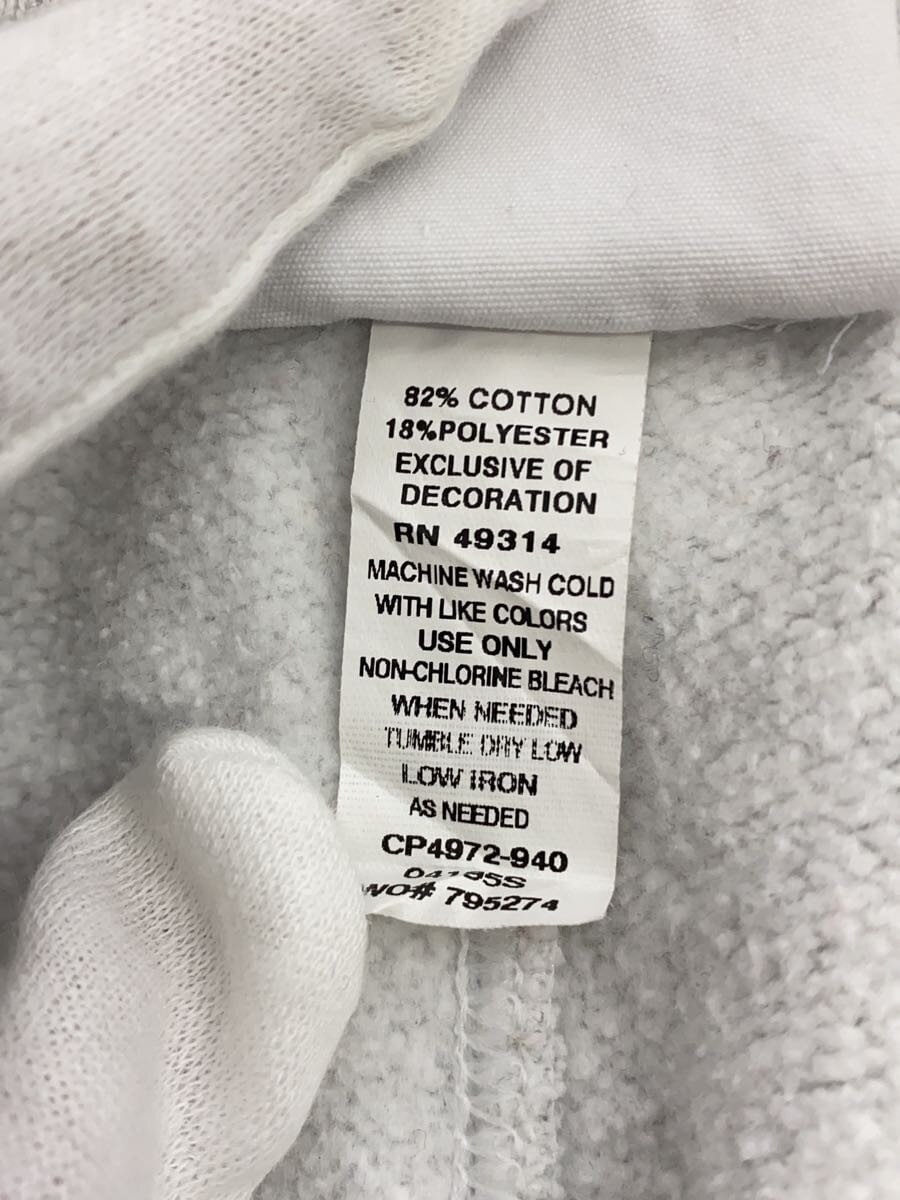 82% COTTON
18%POLYESTER
EXCLUSIVE OF
DECORATION
RN 49314
MACHINE WASH COLD
WITH LIKE COLORS
USE ONLY
NON-CHLORINE BLEACH
WHEN NEEDED
TUMBLE DRY LOW
LOW IRON
AS NEEDED
CP4972-940
WO# 795274